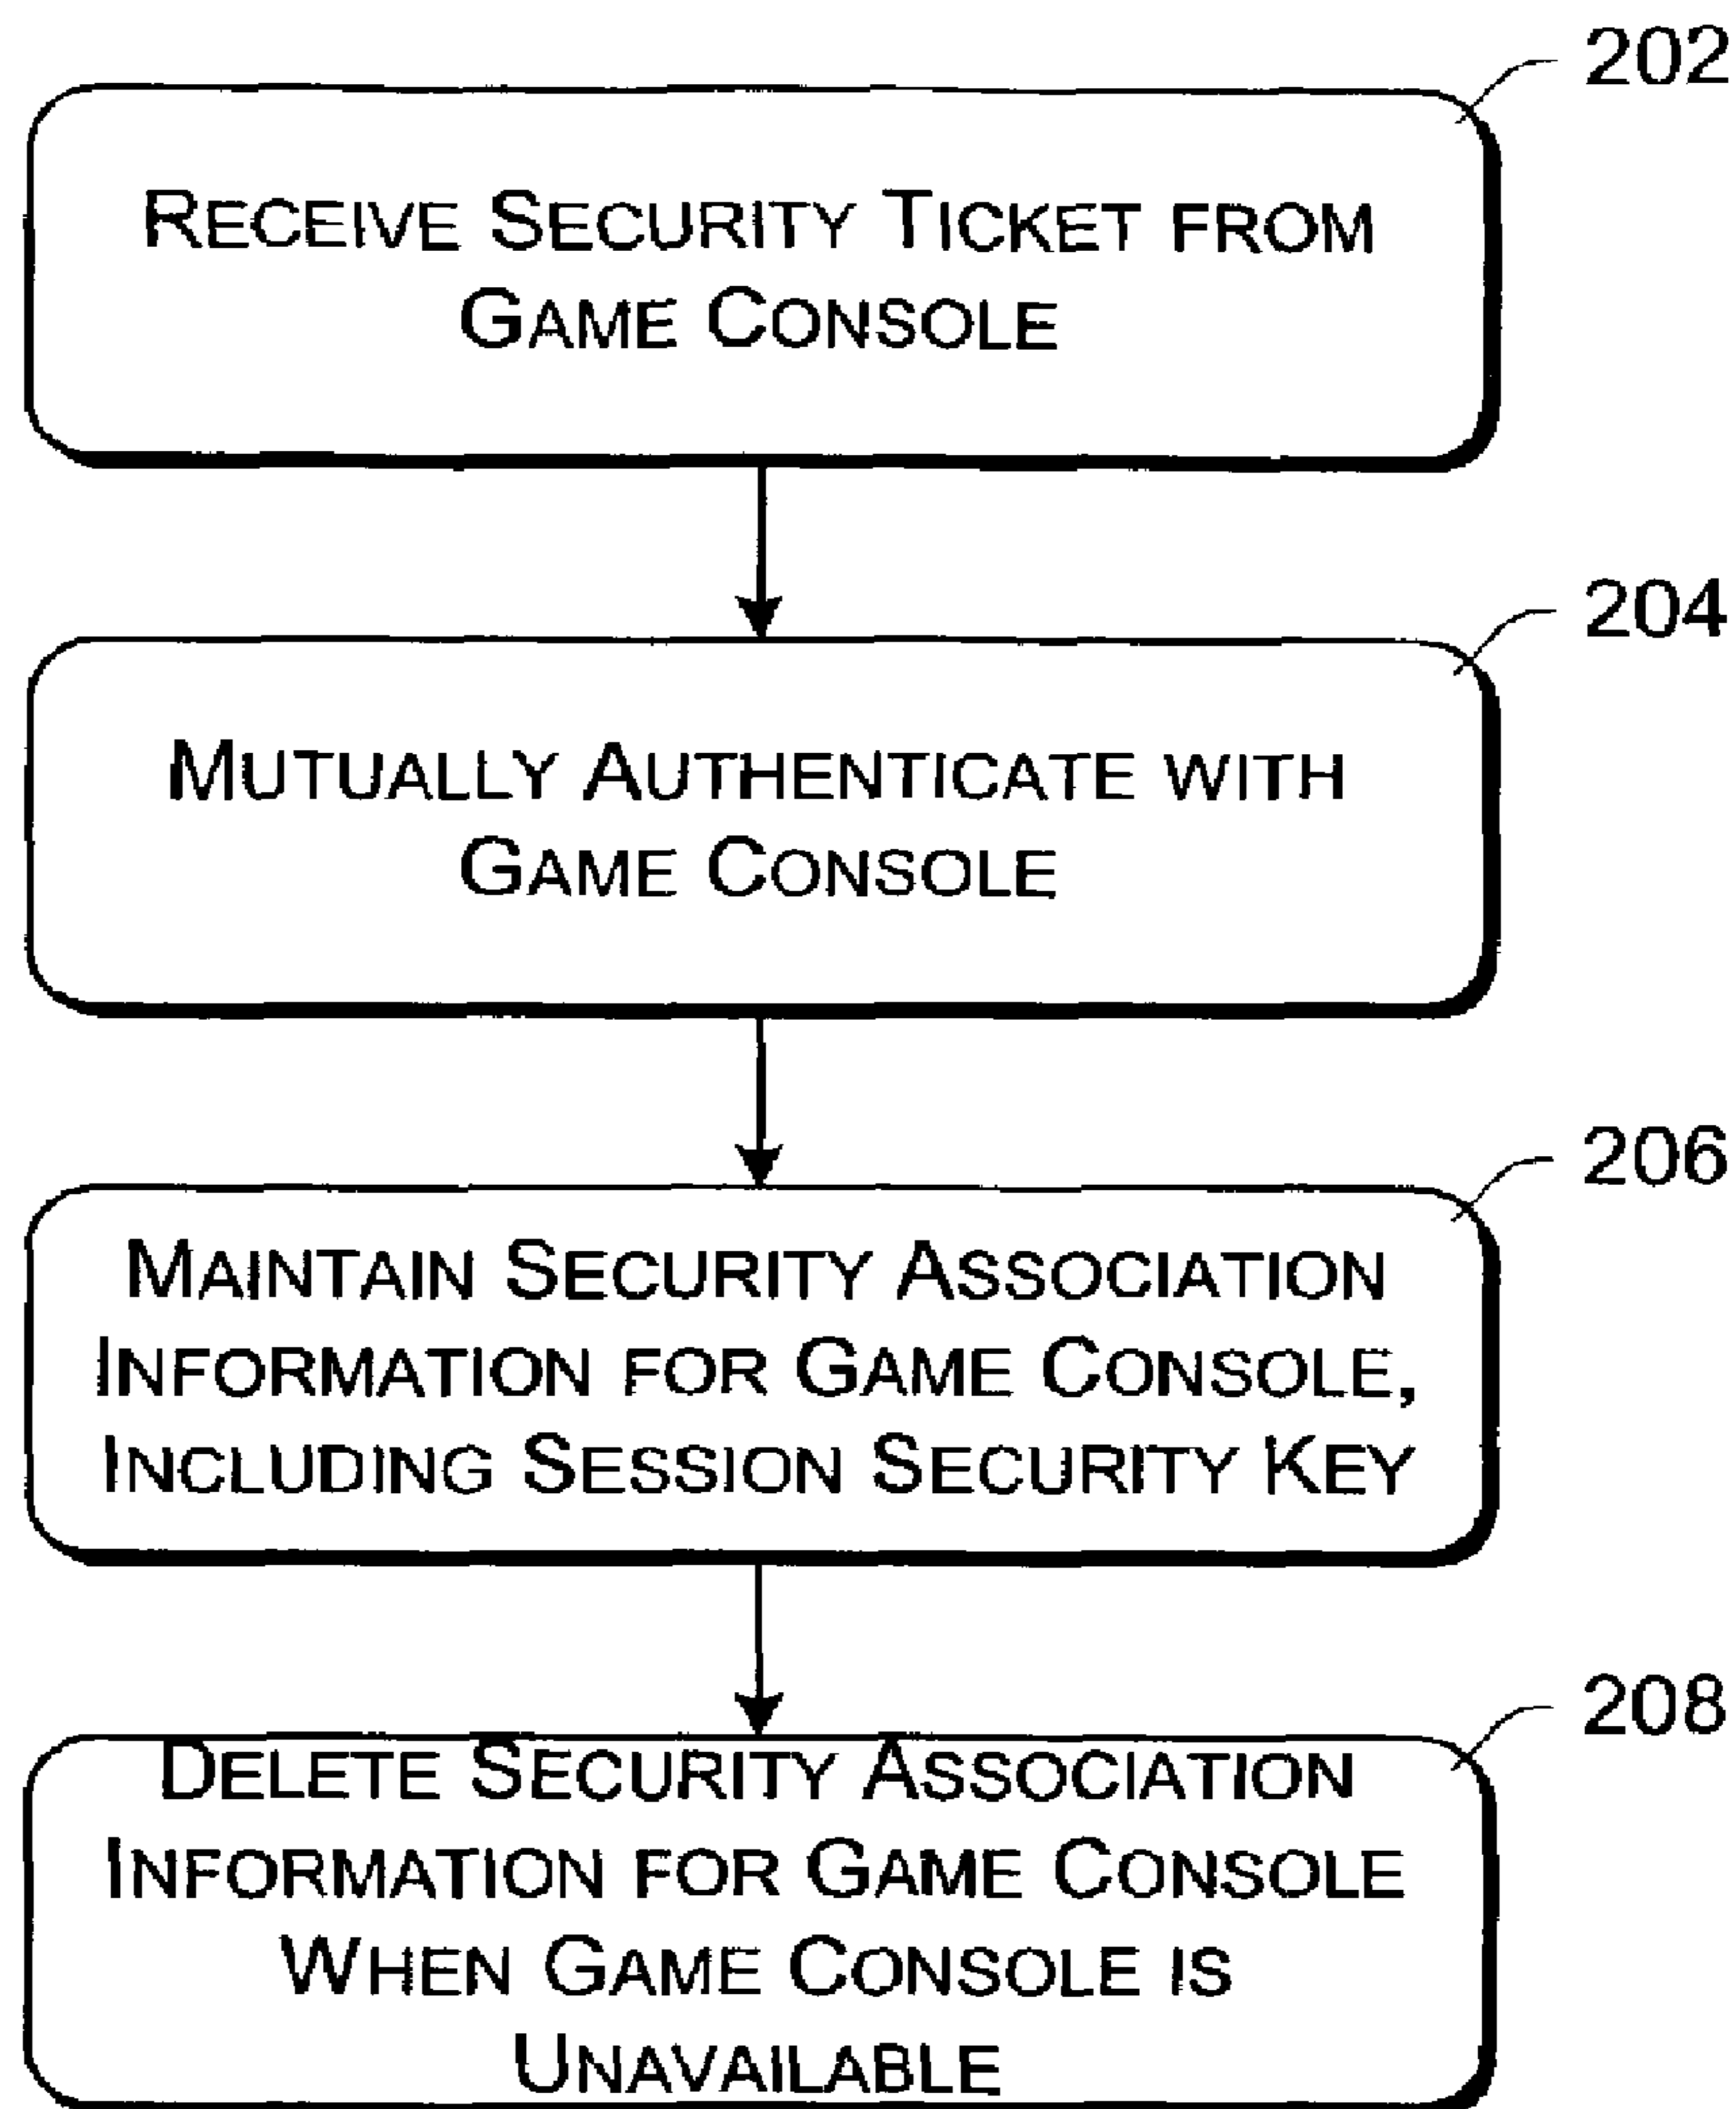 202
RECEIVE SECURITY TICKET FROM
GAME CONSOLE
204
MUTUALLY AUTHENTICATE WITH
GAME CONSOLE
206
MAINTAIN SECURITY ASSOCIATION
INFORMATION FOR GAME CONSOLE,
INCLUDING SESSION SECURITY KEY
208
DELETE SECURITY ASSOCIATION
INFORMATION FOR GAME CONSOLE
WHEN GAME CONSOLE IS
UNAVAILABLE